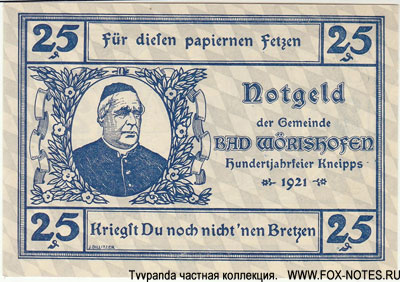 25 Für diesen papiernen Fetzen 25
Notgeld
der Gemeinde
BAD WÖRISHOFEN
Hundertjahrfeier Kneipps
1921
25 Kriegst Du noch nicht 'nen Bretzen 25
Tvvpanda частная коллекция. WWW.FOX-NOTES.RU